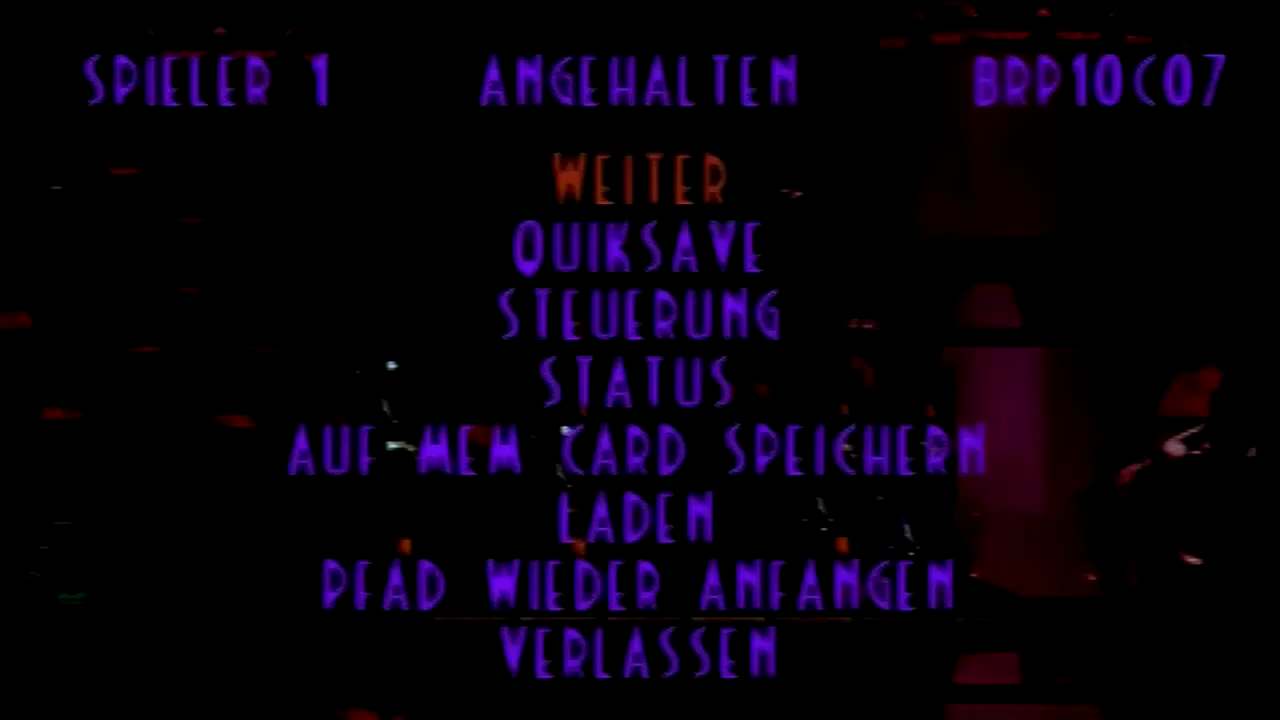 SPIELER 1 ANGEHALTEN BRP10C07
WEITER
QUIKSAVE
STEUERUNG
STATUS
AUF MEM CARD SPEICHERN
LADEN
PFAD WIEDER ANFANGEN
VERLASSEN